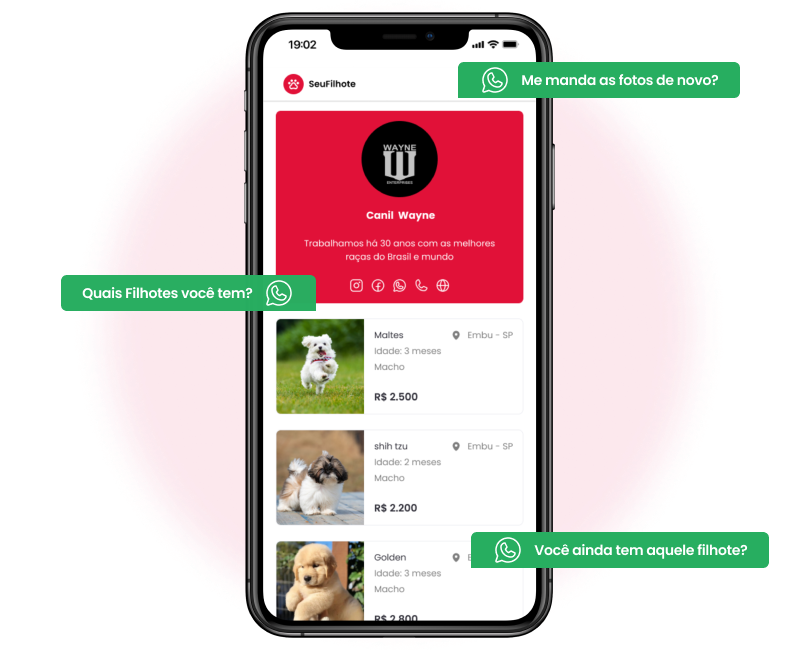 19:02
Me manda as fotos de novo?
SeuFilhote
WAYNE
ENTERPRISES
Canil Wayne
Trabalhamos há 30 anos com as melhores
raças do Brasil e mundo
Quais Filhotes você tem?
Maltes
Embu - SP
Idade: 3 meses
Macho
R$ 2.500
shih tzu
Embu - SP
Idade: 2 meses
Macho
R$ 2.200
Você ainda tem aquele filhote?
Golden
Idade: 3 meses
Macho
R$ 2.800